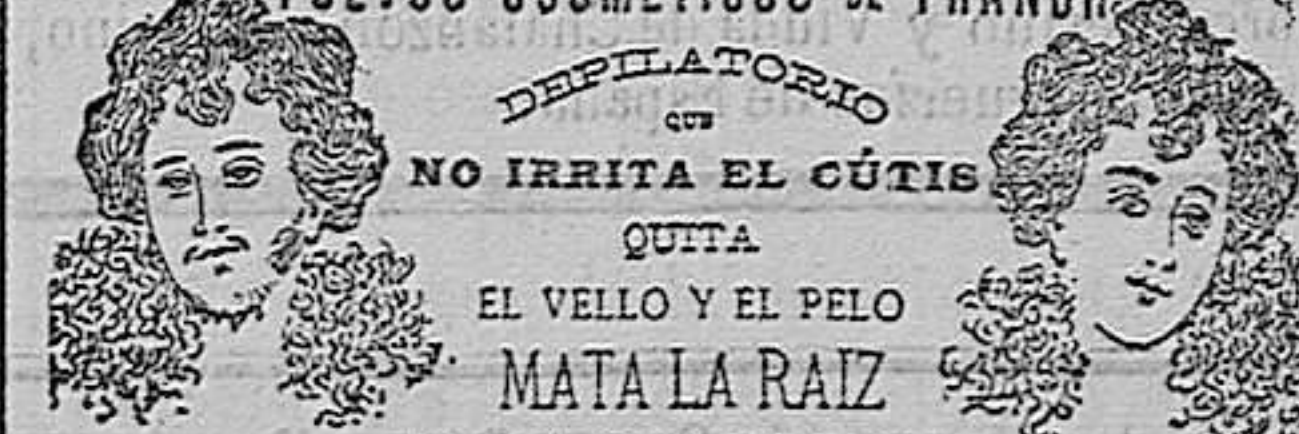 DEPILATORIO
QUE
NO IRRITA EL CÚTIS
QUITA
EL VELLO Y EL PELO
MATA LA RAIZ